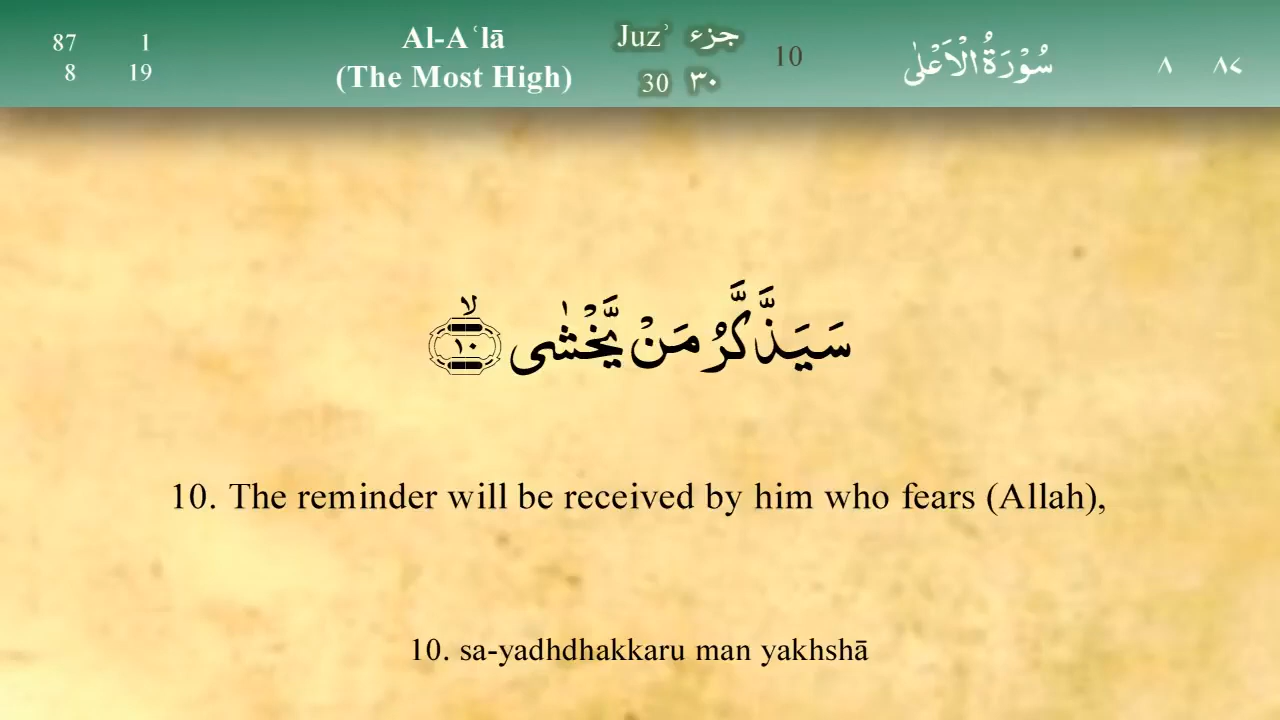 87 1 Al-Aʿlā Juzʾ جزء 10 سُوْرَةُ الْاَعْلٰى ٨ ٨٧
8 19 (The Most High) 30 ٣٠
سَيَذَّكَّرُ مَنْ يَّخْشٰى ۙ ١٠
10. The reminder will be received by him who fears (Allah),
10. sa-yadhdhakkaru man yakhshā